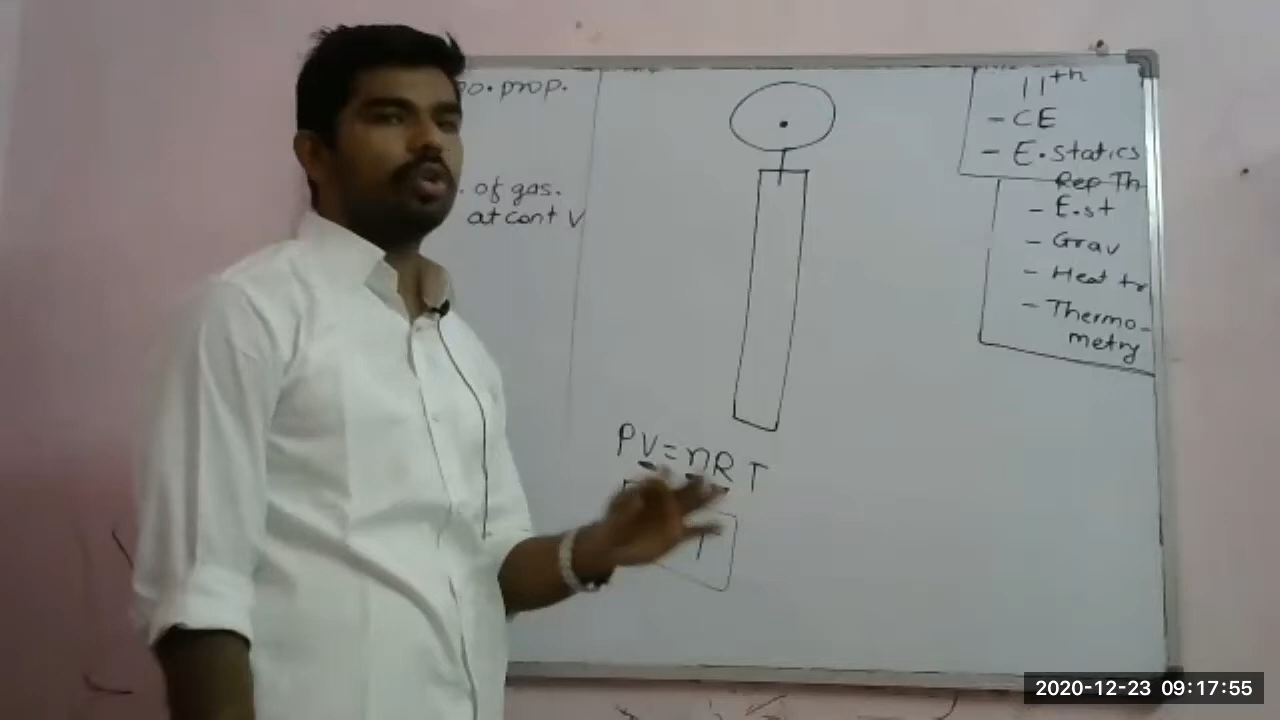 prop.
of gas.
at cont V
PV = nRT
11th
- CE
- E.statics
Rep Th
- E.st
- Grav
- Heat tr
- Thermo-
metry
2020-12-23 09:17:55